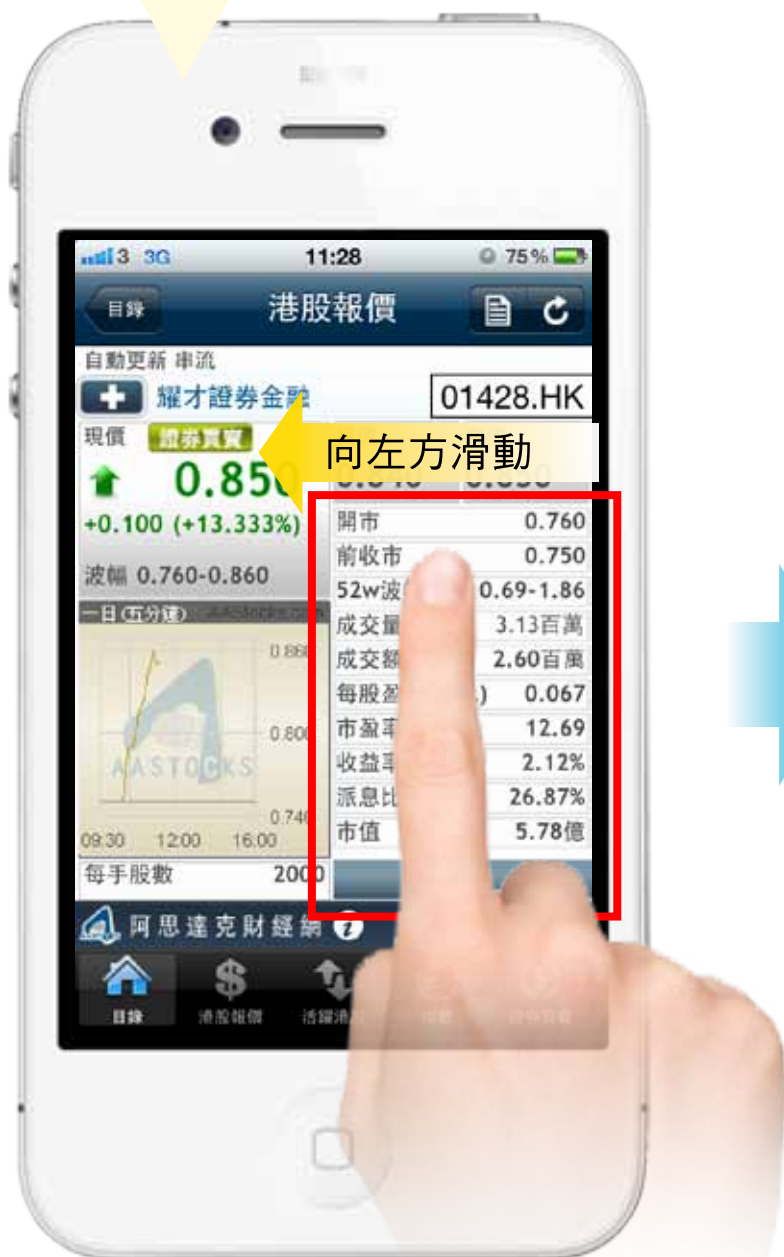 3 3G 11:28 75%
目錄 港股報價
自動更新 串流
耀才證券金融 01428.HK
現價 證券買賣
向左方滑動
0.850
+0.100 (+13.333%)
波幅 0.760-0.860
開市 0.760
前收市 0.750
52w波 0.69-1.86
成交量 3.13百萬
成交額 2.60百萬
每股盈 ) 0.067
市盈率 12.69
收益率 2.12%
派息比 26.87%
市值 5.78億
一日(五分鐘) AAStocks.com
0.860
0.800
0.740
AASTOCKS
09:30 12:00 16:00
每手股數 2000
阿思達克財經網 i
目錄 港股報價 活躍港股